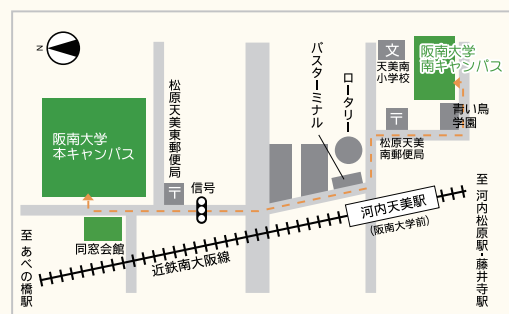 N
阪南大学
本キャンパス
松原天美東郵便局
〒
信号
同窓会館
至 あべの橋駅
近鉄南大阪線
バスターミナル
ロータリー
文
天美南
小学校
阪南大学
南キャンパス
〒
松原天美
南郵便局
青い鳥
学園
河内天美駅
(阪南大学前)
至 河内松原駅・藤井寺駅